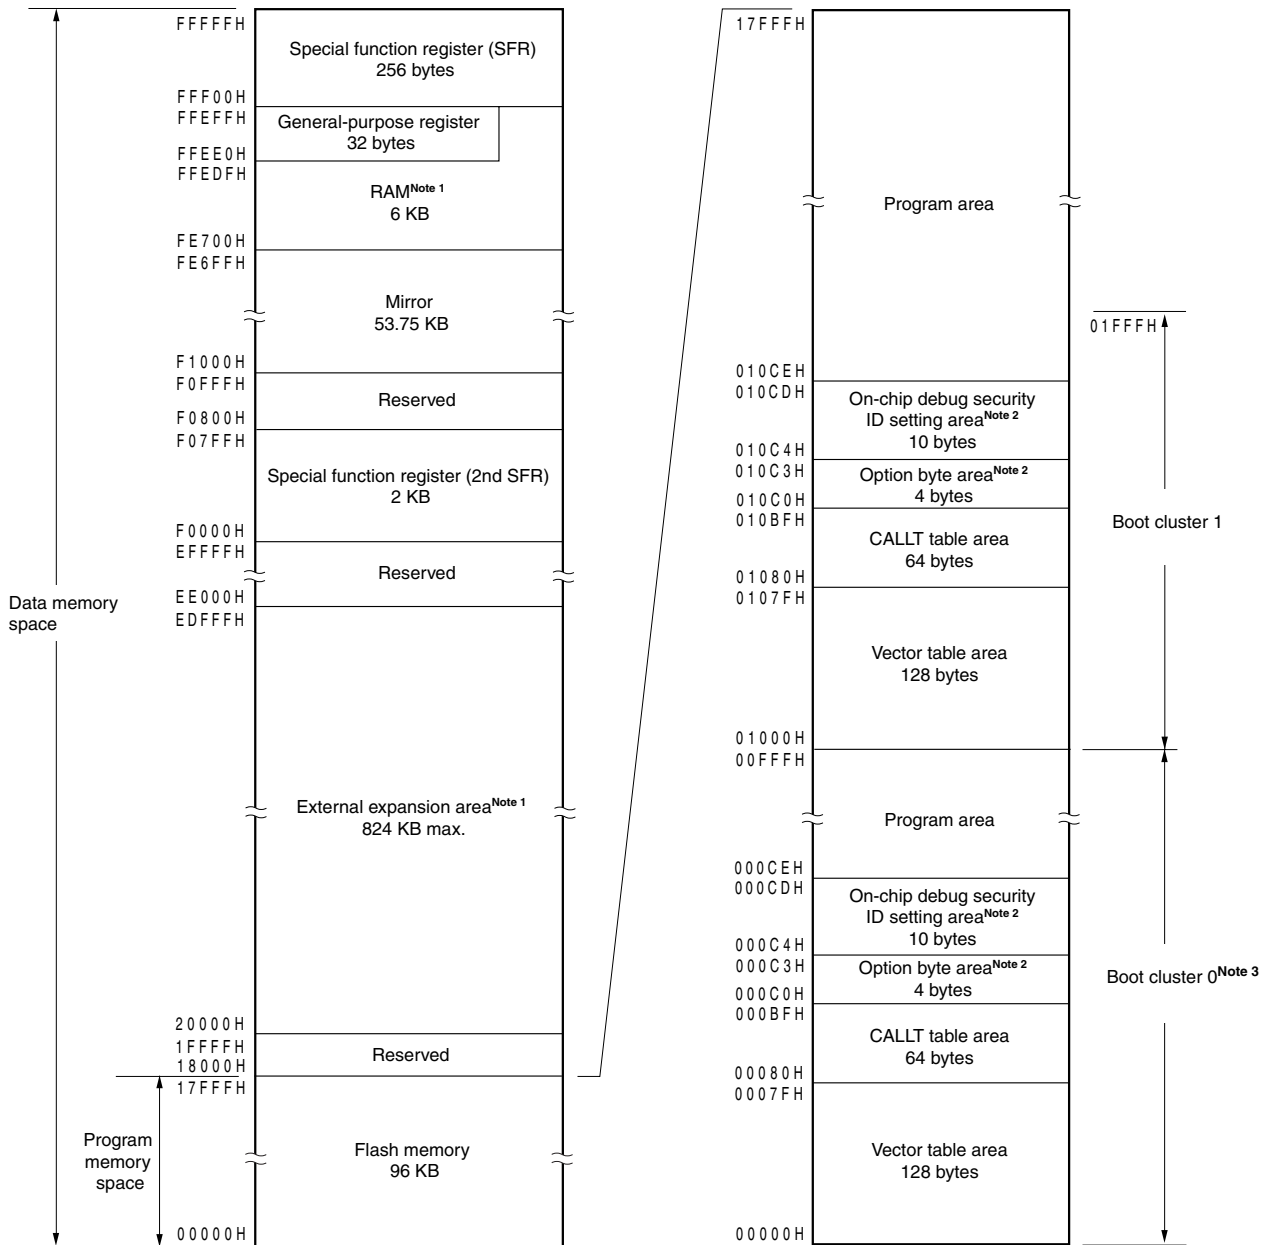 FFFFFH
Special function register (SFR)
256 bytes
FFF00H
FFEFFH
General-purpose register
32 bytes
FFEE0H
FFEDFH
RAMNote 1
6 KB
FE700H
FE6FFH
Mirror
53.75 KB
F1000H
F0FFFH
Reserved
F0800H
F07FFH
Special function register (2nd SFR)
2 KB
F0000H
EFFFFH
Reserved
EE000H
EDFFFH
Data memory
space
External expansion areaNote 1
824 KB max.
20000H
1FFFFH
Reserved
18000H
17FFFH
Program
memory
space
Flash memory
96 KB
00000H
17FFFH
Program area
01FFFH
010CEH
010CDH
On-chip debug security
ID setting areaNote 2
10 bytes
010C4H
010C3H
Option byte areaNote 2
4 bytes
010C0H
010BFH
CALLT table area
64 bytes
Boot cluster 1
01080H
0107FH
Vector table area
128 bytes
01000H
00FFFH
Program area
000CEH
000CDH
On-chip debug security
ID setting areaNote 2
10 bytes
000C4H
000C3H
Option byte areaNote 2
4 bytes
Boot cluster 0Note 3
000C0H
000BFH
CALLT table area
64 bytes
00080H
0007FH
Vector table area
128 bytes
00000H